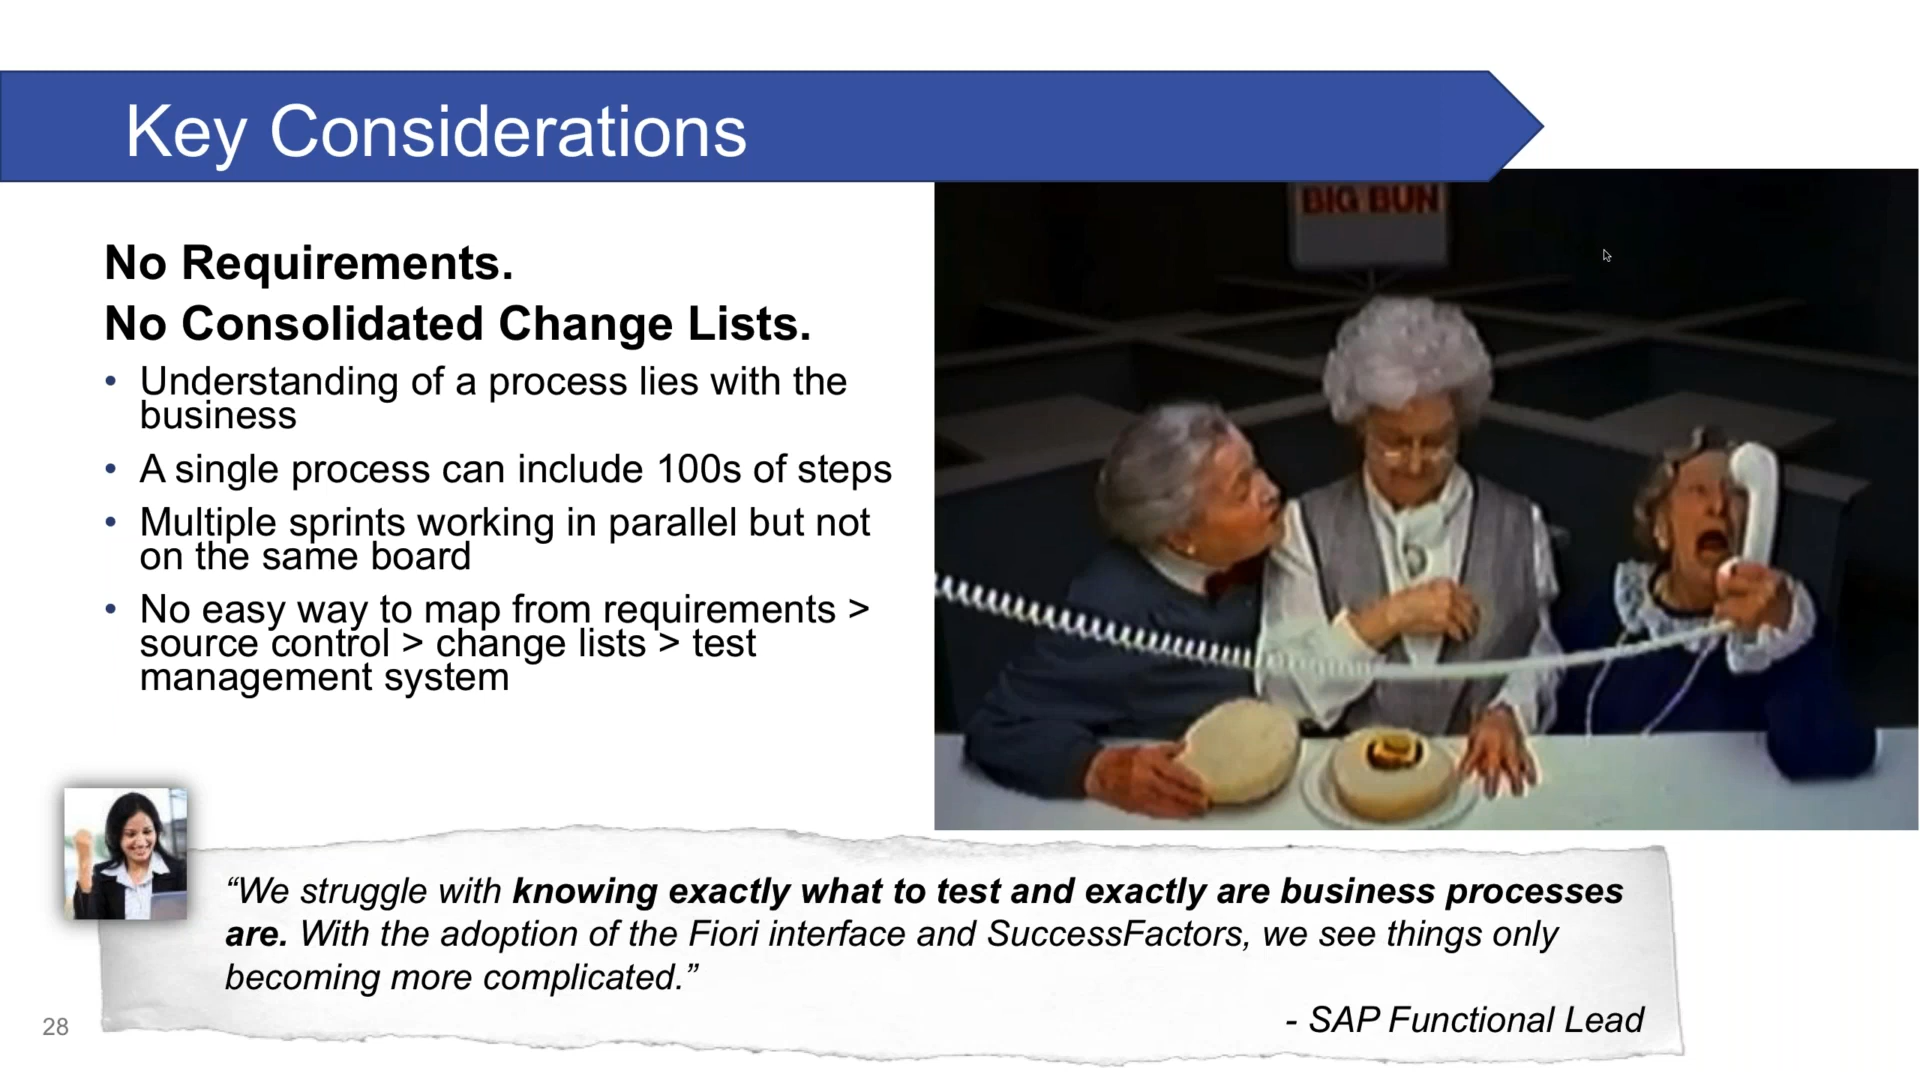 Key Considerations
BIG BUN
No Requirements.
No Consolidated Change Lists.
• Understanding of a process lies with the
business
• A single process can include 100s of steps
• Multiple sprints working in parallel but not
on the same board
• No easy way to map from requirements >
source control > change lists > test
management system
“We struggle with knowing exactly what to test and exactly are business processes
are. With the adoption of the Fiori interface and SuccessFactors, we see things only
becoming more complicated.”
- SAP Functional Lead
28